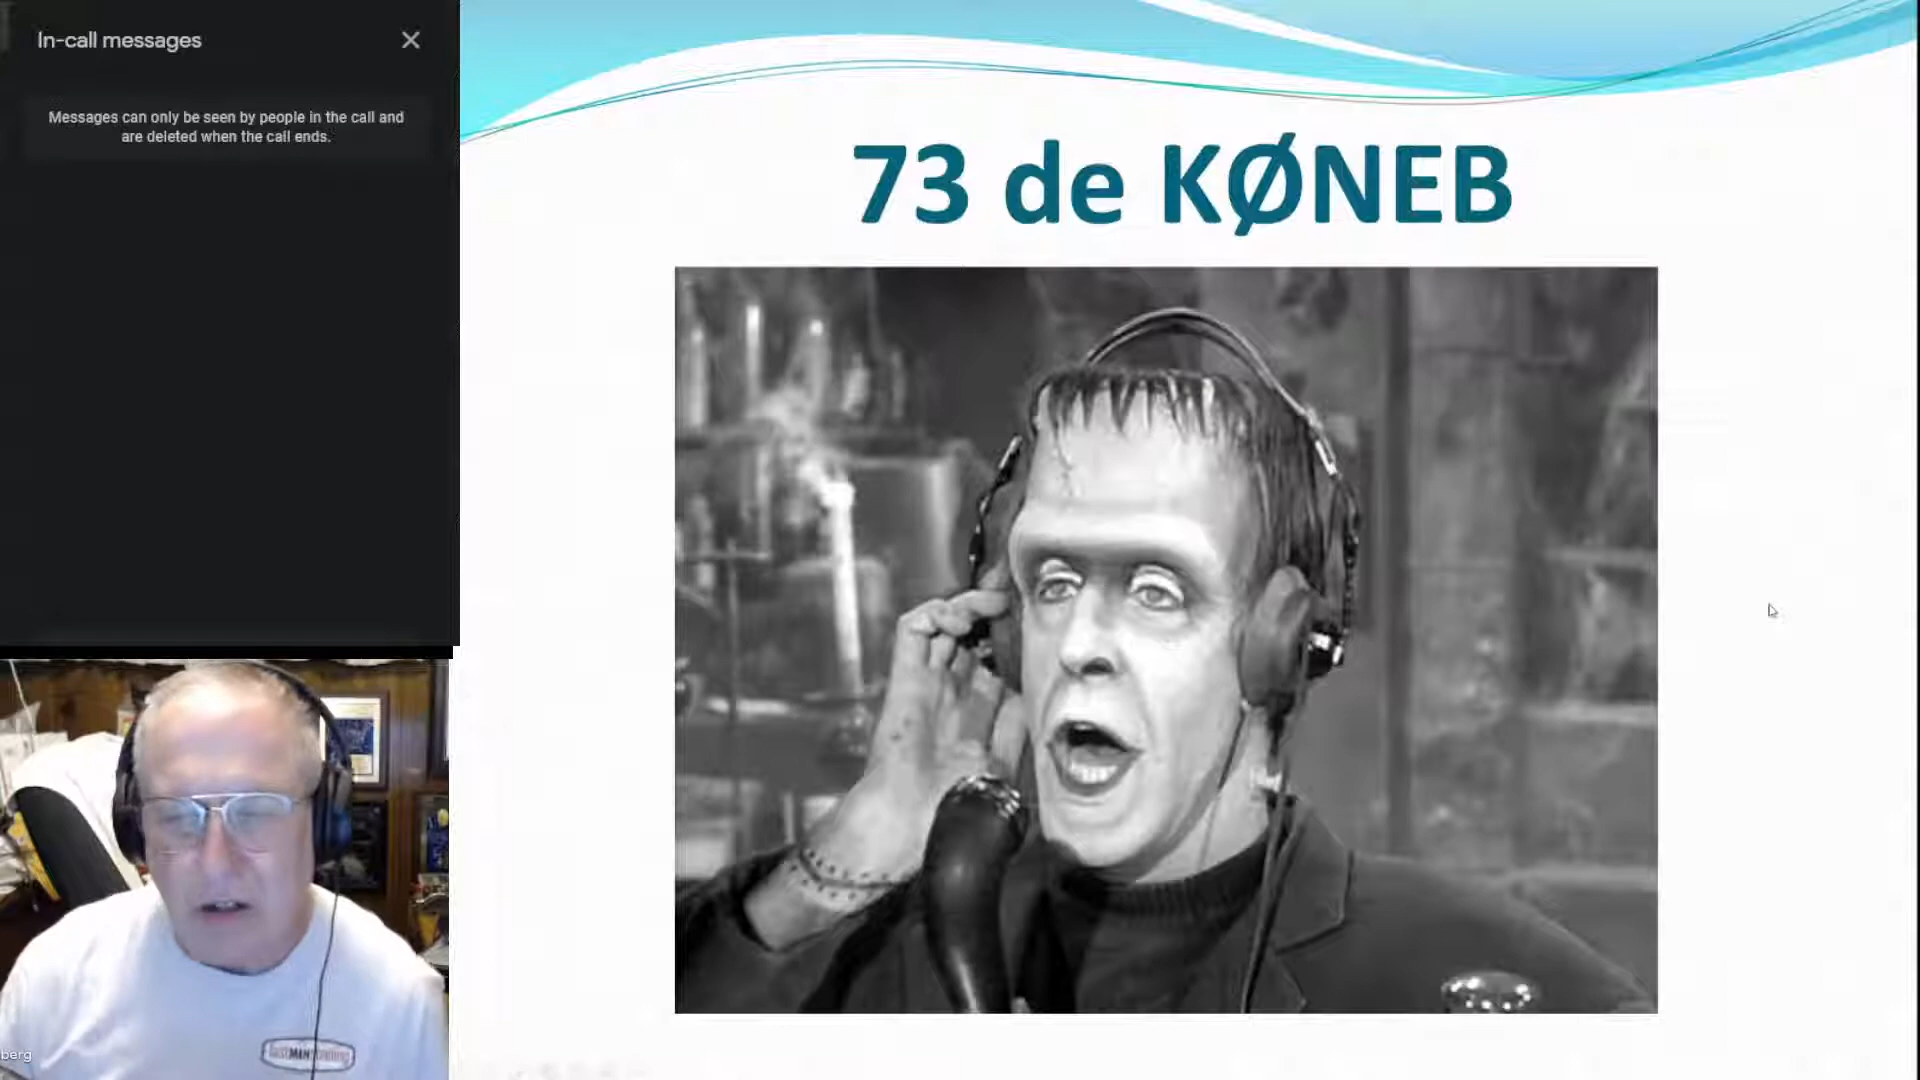 In-call messages
Messages can only be seen by people in the call and
are deleted when the call ends.
73 de KØNEB
berg